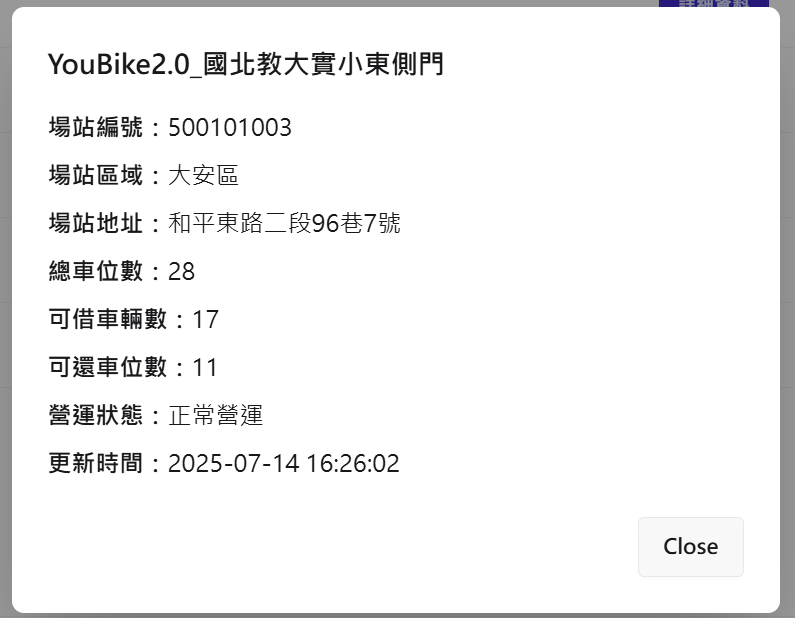 YouBike2.0_國北教大實小東側門
場站編號：500101003
場站區域：大安區
場站地址：和平東路二段96巷7號
總車位數：28
可借車輛數：17
可還車位數：11
營運狀態：正常營運
更新時間：2025-07-14 16:26:02
Close